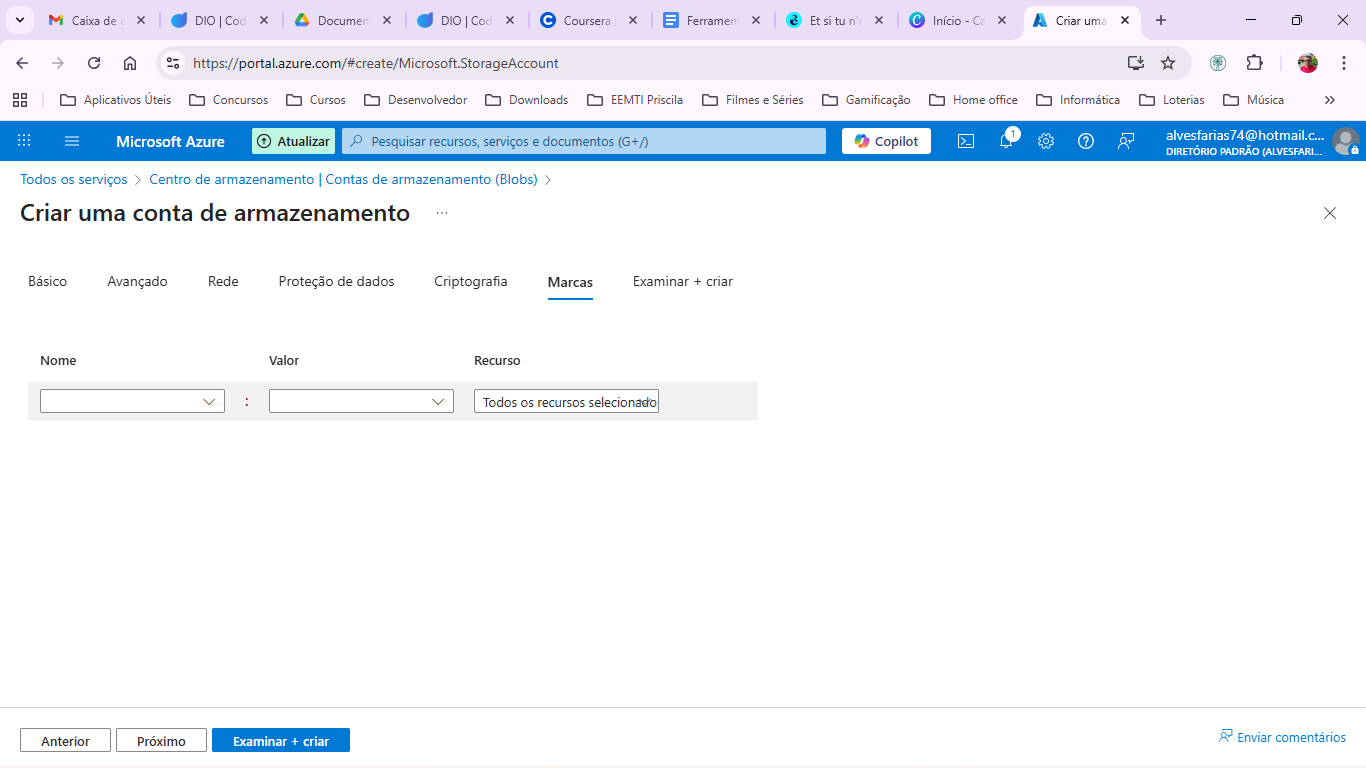 Caixa de e
DIO | Cod
Documen
DIO | Cod
Coursera
Ferrament
Et si tu n'e
Início - Ca
Criar uma
https://portal.azure.com/#create/Microsoft.StorageAccount
Aplicativos Úteis
Concursos
Cursos
Desenvolvedor
Downloads
EEMTI Priscila
Filmes e Séries
Gamificação
Home office
Informática
Loterias
Música
Microsoft Azure
Atualizar
Pesquisar recursos, serviços e documentos (G+/)
Copilot
1
alvesfarias74@hotmail.c...
DIRETÓRIO PADRÃO (ALVESFARI...
Todos os serviços > Centro de armazenamento | Contas de armazenamento (Blobs) >
Criar uma conta de armazenamento ...
Básico
Avançado
Rede
Proteção de dados
Criptografia
Marcas
Examinar + criar
Nome
Valor
Recurso
:
Todos os recursos selecionado
Anterior
Próximo
Examinar + criar
Enviar comentários